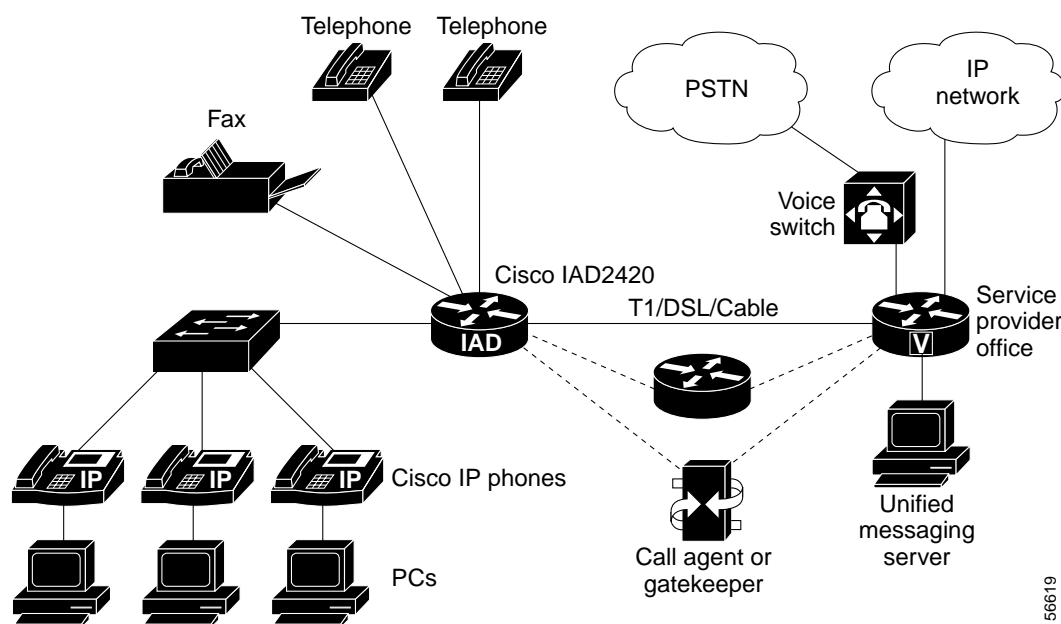 Telephone
Telephone
PSTN
IP
network
Fax
Voice
switch
Cisco IAD2420
T1/DSL/Cable
Service
provider
office
IAD
V
IP
IP
IP
Cisco IP phones
Unified
messaging
server
Call agent or
gatekeeper
PCs
56619